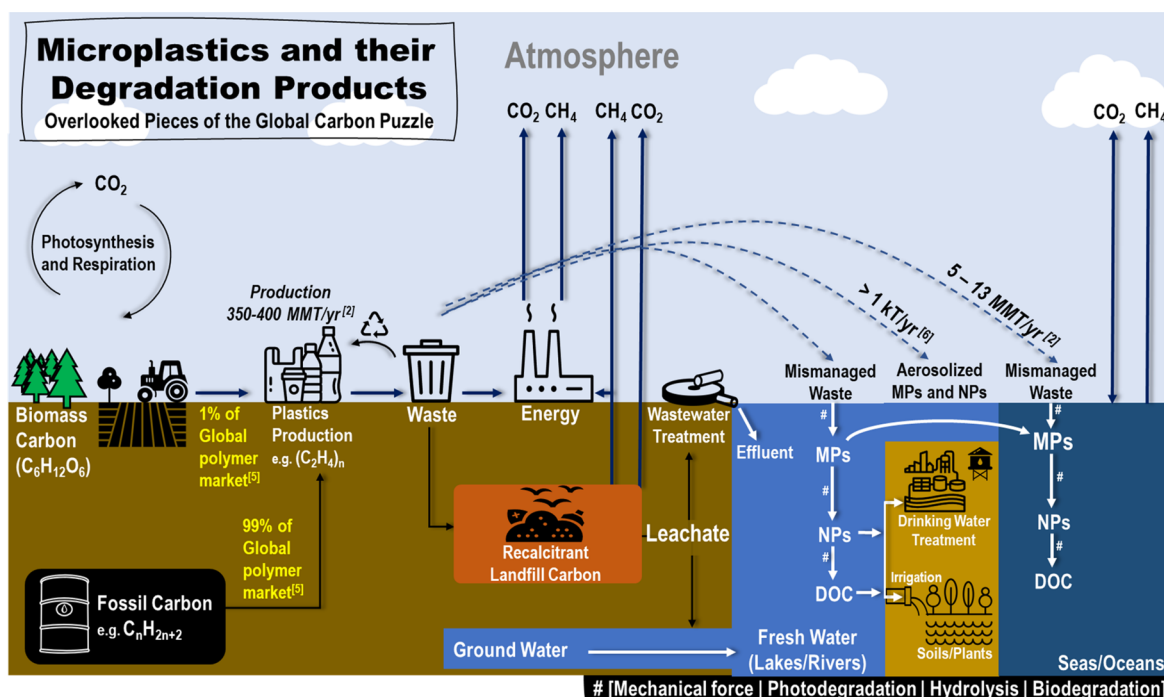 Microplastics and their
Degradation Products
Overlooked Pieces of the Global Carbon Puzzle
Atmosphere
CO2 CH4 CH4 CO2
CO2 CH4
CO2
Photosynthesis
and Respiration
Production
350-400 MMT/yr[2]
> 1 kT/yr[6]
5 – 13 MMT/yr[2]
Mismanaged
Waste
Aerosolized
MPs and NPs
Mismanaged
Waste
Biomass
Carbon
(C6H12O6)
1% of
Global
polymer
market[5]
Plastics
Production
e.g. (C2H4)n
Waste
Energy
Wastewater
Treatment
Effluent
#
MPs
#
NPs
#
DOC
Drinking Water
Treatment
Irrigation
Soils/Plants
#
MPs
#
NPs
#
DOC
99% of
Global
polymer
market[5]
Recalcitrant
Landfill Carbon
Leachate
Fossil Carbon
e.g. CnH2n+2
Ground Water
Fresh Water
(Lakes/Rivers)
Seas/Oceans
# [Mechanical force | Photodegradation | Hydrolysis | Biodegradation]